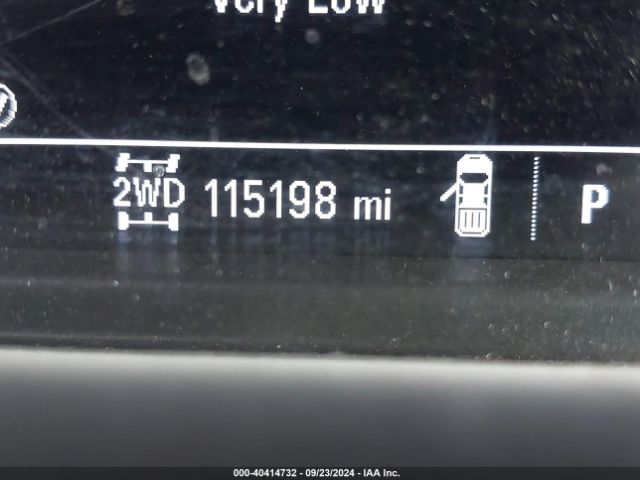 Very Low
2WD 115198 mi P
000-40414732 - 09/23/2024 - IAA Inc.